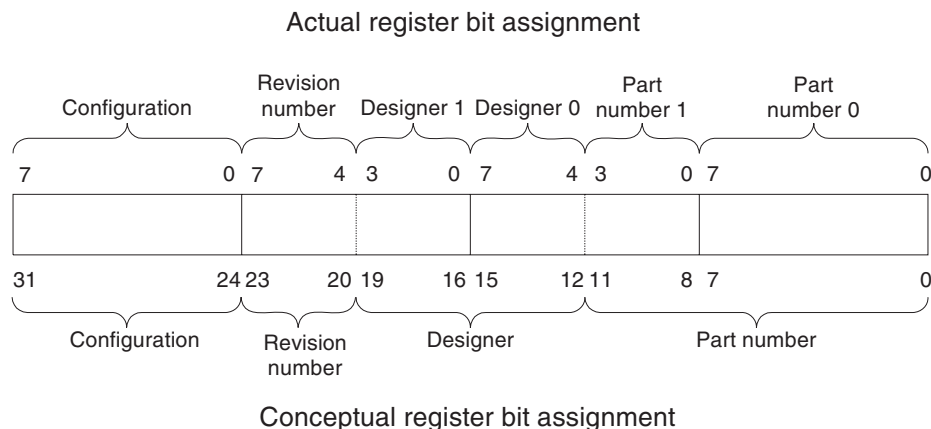 Actual register bit assignment
Configuration
Revision
number
Designer 1
Designer 0
Part
number 1
Part
number 0
7 0 7 4 3 0 7 4 3 0 7 0
31 24 23 20 19 16 15 12 11 8 7 0
Configuration
Revision
number
Designer
Part number
Conceptual register bit assignment